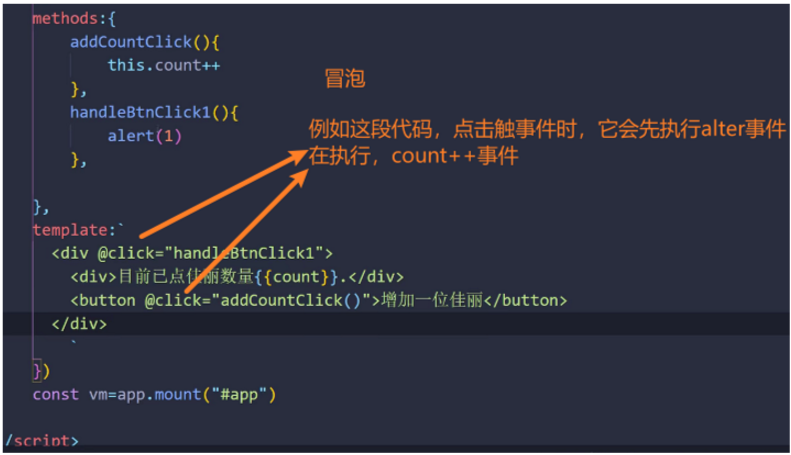 methods:{
addCountClick(){
this.count++
},
冒泡
handleBtnClick1(){
alert(1)
},
例如这段代码，点击触事件时，它会先执行alter事件
在执行，count++事件
},
template:`
<div @click="handleBtnClick1">
<div>目前已点佳丽数量{{count}}.</div>
<button @click="addCountClick()">增加一位佳丽</button>
</div>
`
})
const vm=app.mount("#app")
/script>